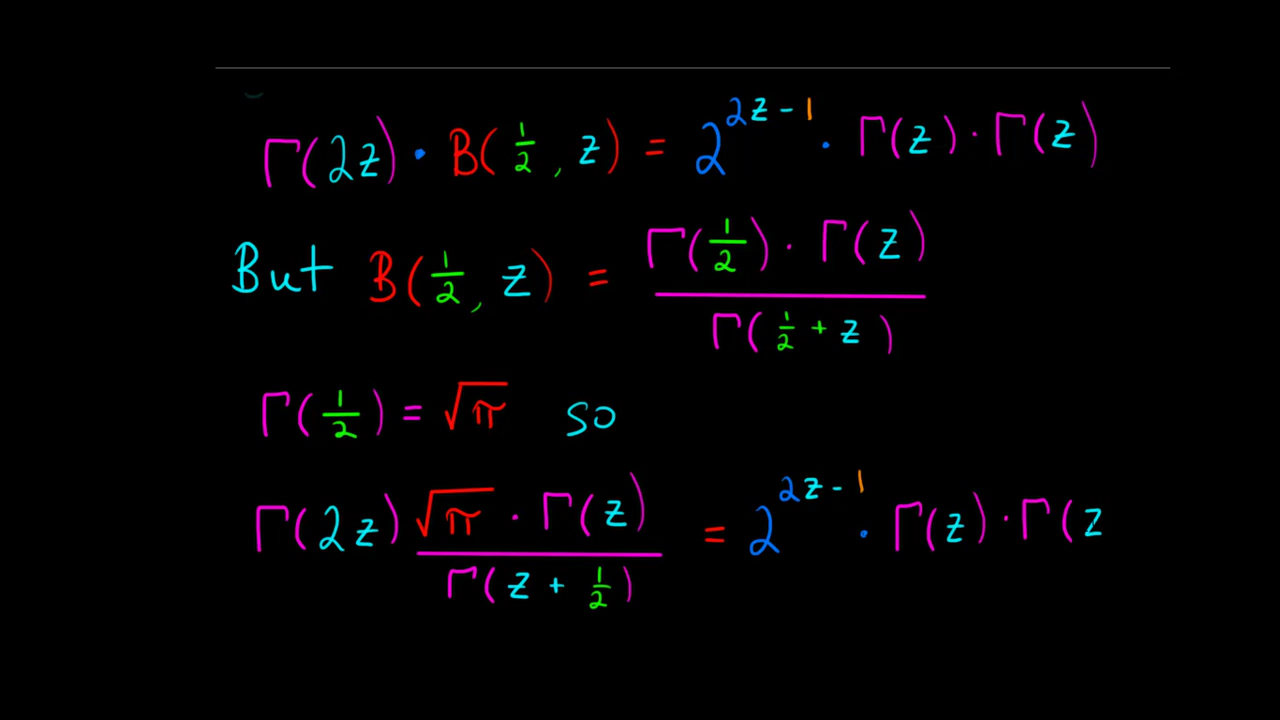 Γ(2z) · B(1/2, z) = 2^{2z-1} · Γ(z) · Γ(z)
But B(1/2, z) = Γ(1/2) · Γ(z) / Γ(1/2 + z)
Γ(1/2) = √π so
Γ(2z) √π · Γ(z) / Γ(z + 1/2) = 2^{2z-1} · Γ(z) · Γ(z